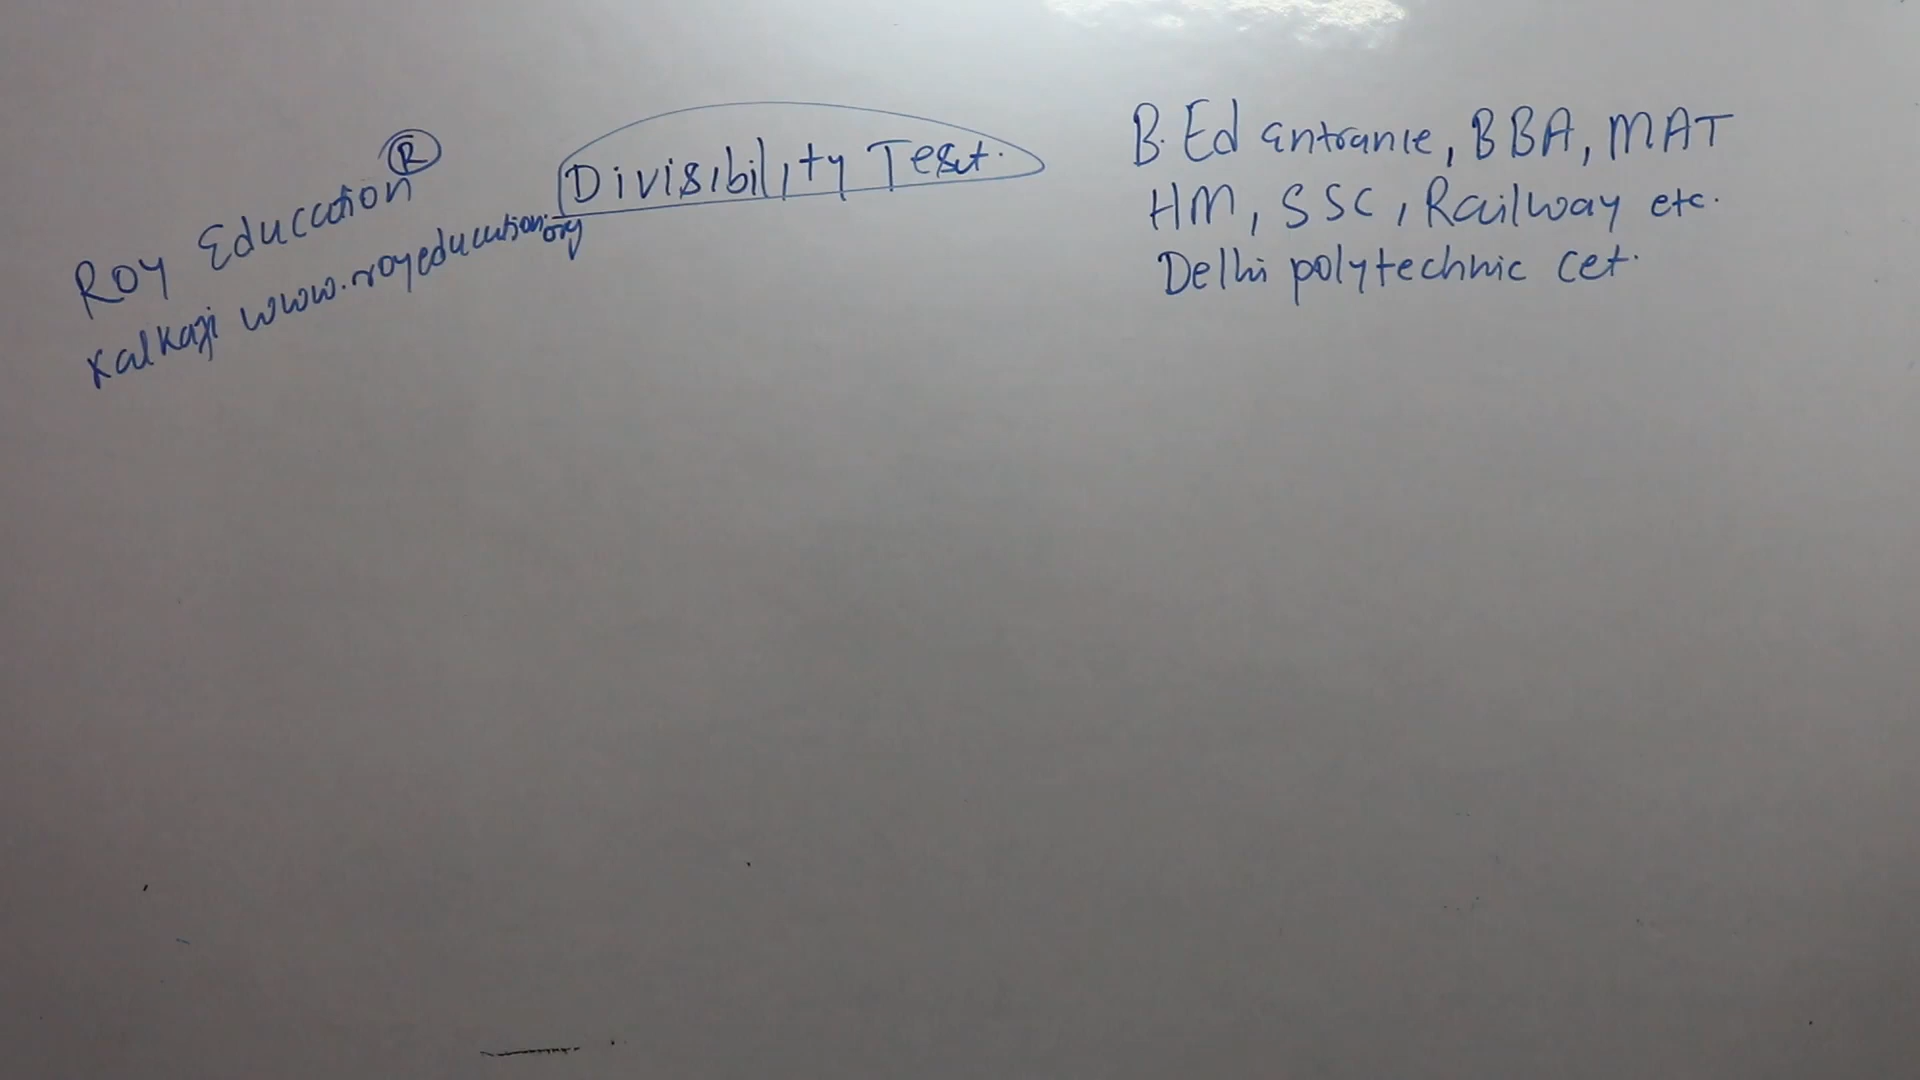 Roy Education ®
Kalkaji www.royeducation.org
Divisibility Test.
B.Ed Entrance, BBA, MAT
HM, SSC, Railway etc.
Delhi polytechnic cet.